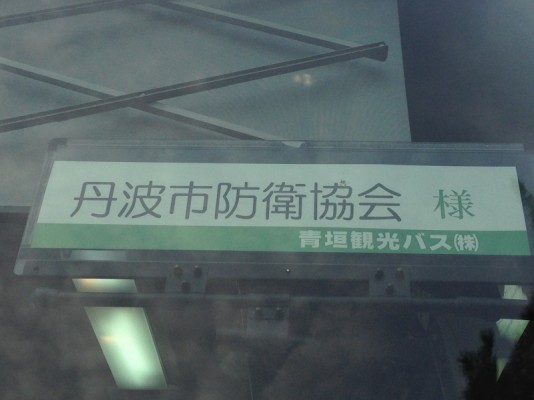 丹波市防衛協会 様
青垣観光バス㈱